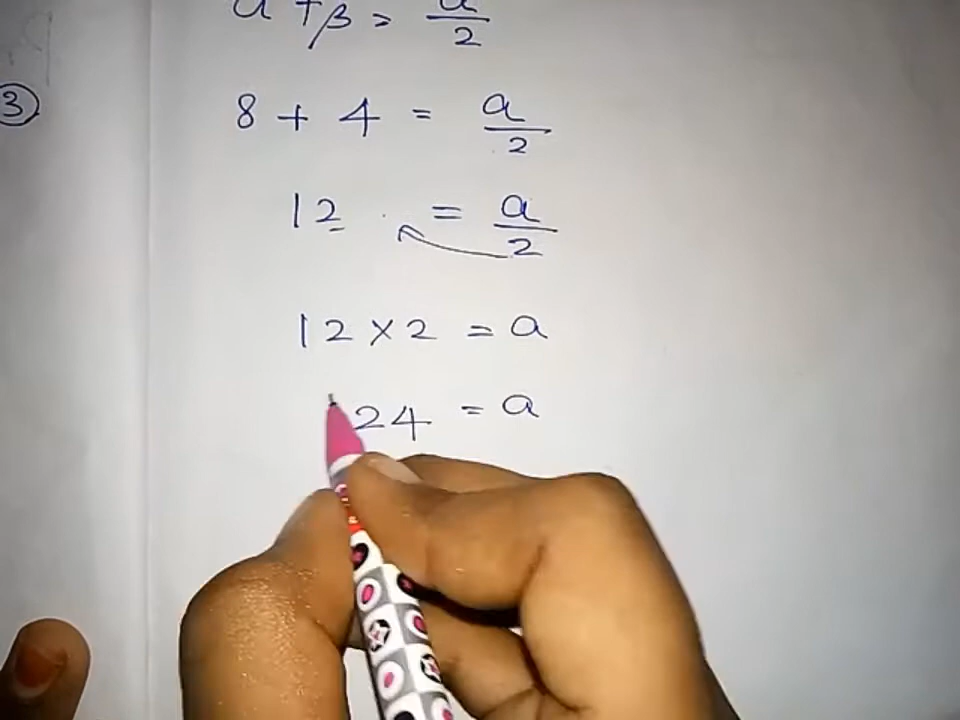 α + β = a/2
③
8 + 4 = a/2
12 = a/2
12 × 2 = a
24 = a